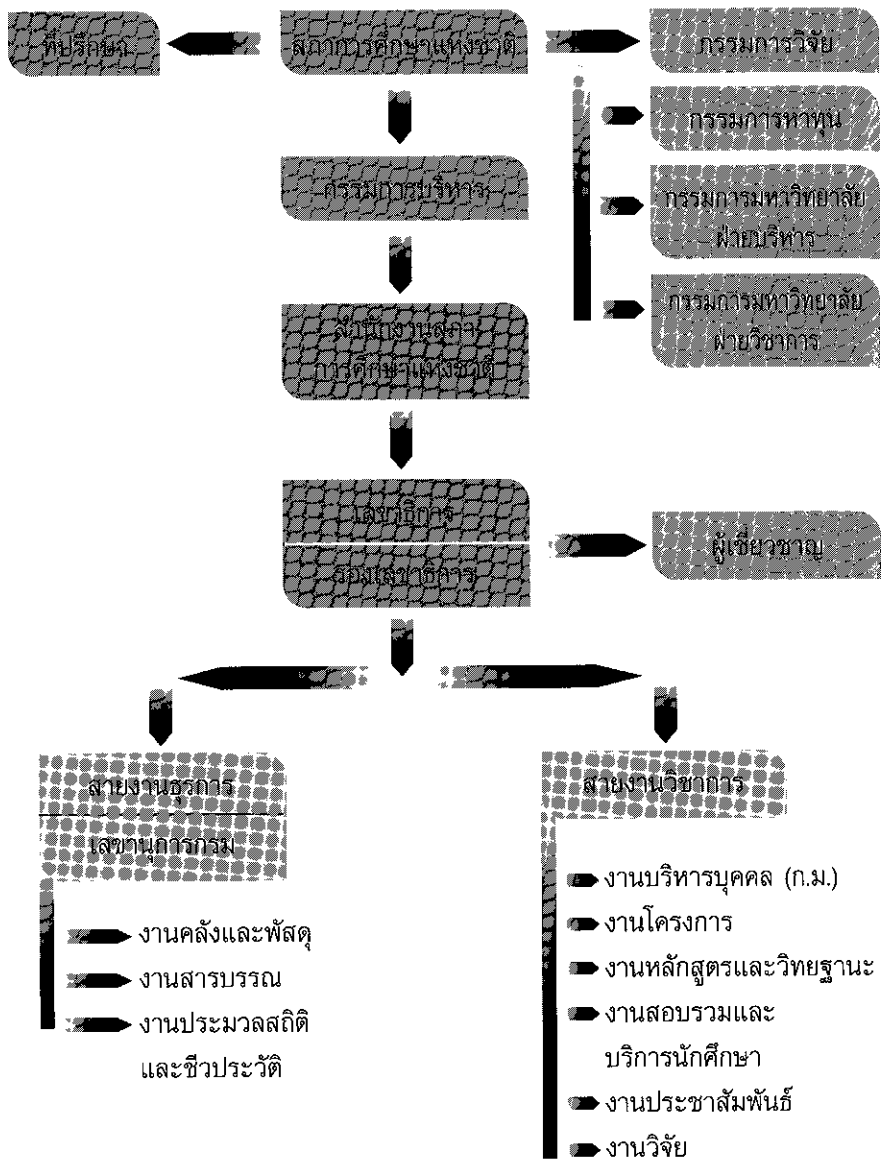 ที่ปรึกษา
สภาการศึกษาแห่งชาติ
กรรมการวิจัย
กรรมการหาทุน
กรรมการบริหาร
กรรมการมหาวิทยาลัย
ฝ่ายบริหาร
กรรมการมหาวิทยาลัย
ฝ่ายวิชาการ
สำนักงานสภา
การศึกษาแห่งชาติ
เลขาธิการ
รองเลขาธิการ
ผู้เชี่ยวชาญ
สายงานธุรการ
เลขานุการกรม
งานคลังและพัสดุ
งานสารบรรณ
งานประมวลสถิติ
และชีวประวัติ
สายงานวิชาการ
งานบริหารบุคคล (ก.ม.)
งานโครงการ
งานหลักสูตรและวิทยฐานะ
งานสอบรวมและ
บริการนักศึกษา
งานประชาสัมพันธ์
งานวิจัย